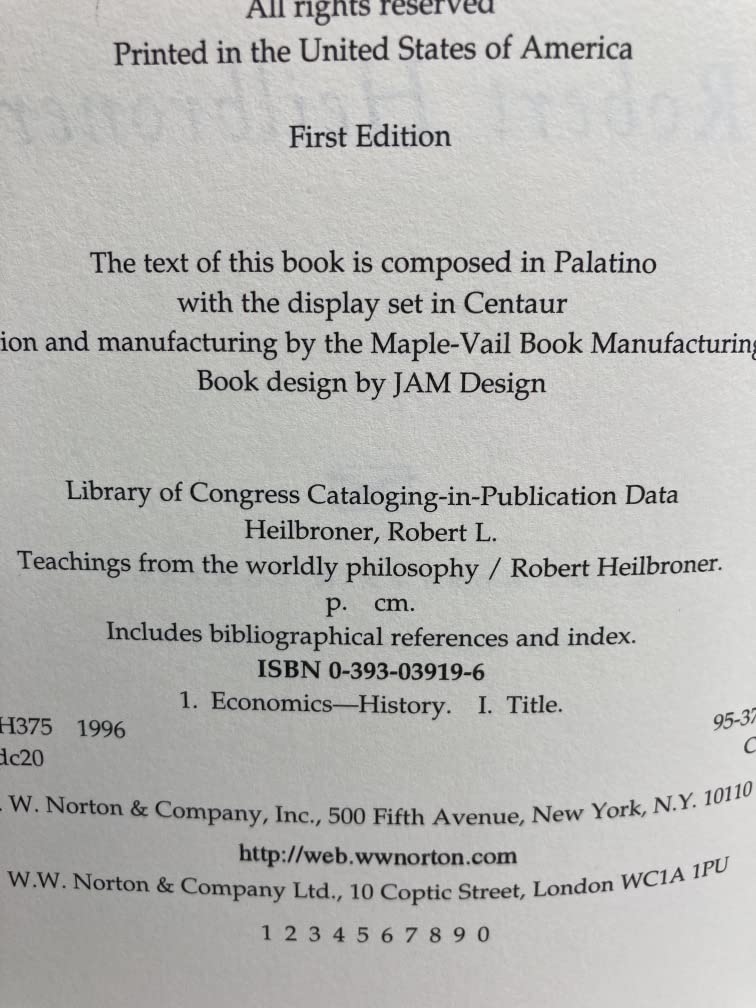 All rights reserved
Printed in the United States of America
First Edition
The text of this book is composed in Palatino
with the display set in Centaur
ion and manufacturing by the Maple-Vail Book Manufacturing
Book design by JAM Design
Library of Congress Cataloging-in-Publication Data
Heilbroner, Robert L.
Teachings from the worldly philosophy / Robert Heilbroner.
p. cm.
Includes bibliographical references and index.
ISBN 0-393-03919-6
1. Economics—History. I. Title.
H375 1996 95-37
dc20 C
W. Norton & Company, Inc., 500 Fifth Avenue, New York, N.Y. 10110
http://web.wwnorton.com
W.W. Norton & Company Ltd., 10 Coptic Street, London WC1A 1PU
1 2 3 4 5 6 7 8 9 0